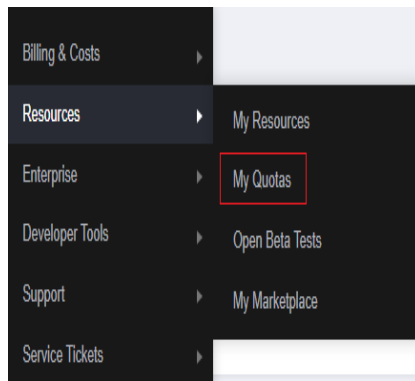 Billing & Costs
Resources
Enterprise
Developer Tools
Support
Service Tickets
My Resources
My Quotas
Open Beta Tests
My Marketplace